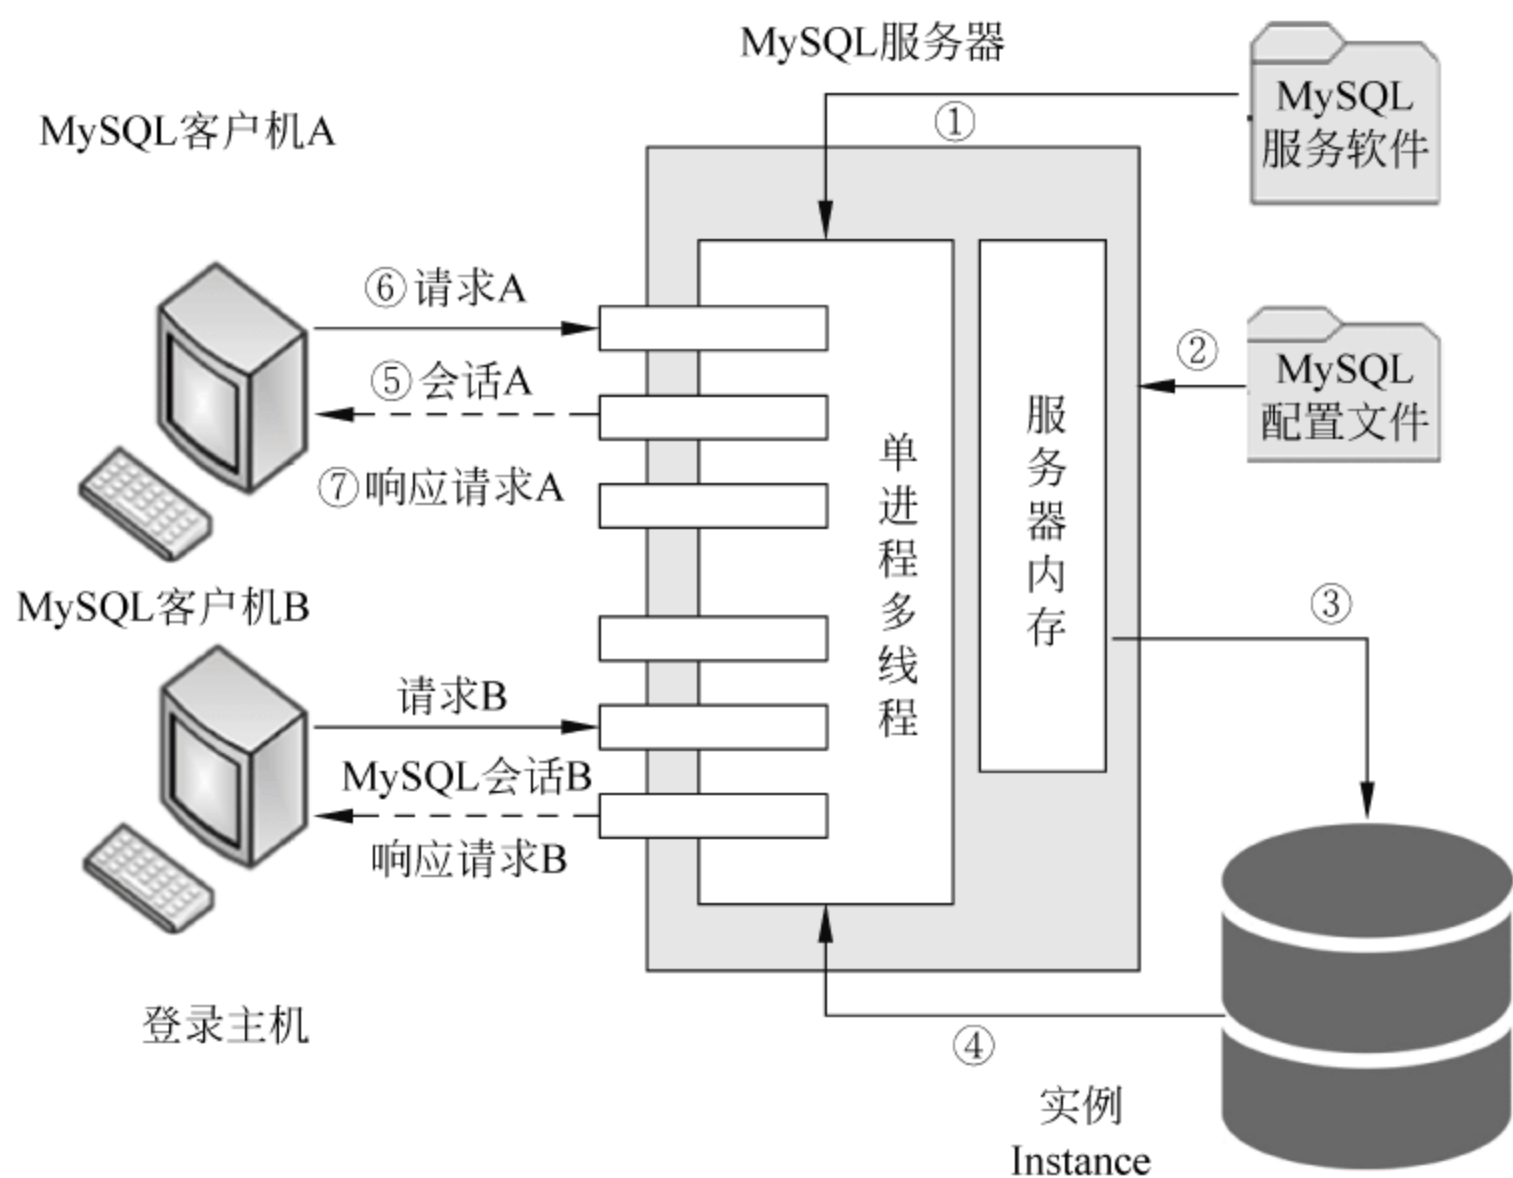 MySQL服务器
MySQL
服务软件
①
MySQL客户机A
⑥请求A
⑤会话A
⑦响应请求A
②
MySQL
配置文件
单进程多线程
服务器内存
③
MySQL客户机B
请求B
MySQL会话B
响应请求B
登录主机
④
实例
Instance